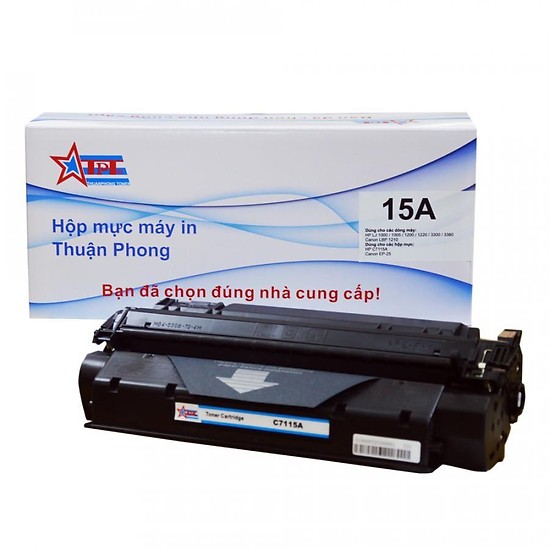 TPT
THUANPHONG TONER
Hộp mực máy in
Thuận Phong
Bạn đã chọn đúng nhà cung cấp!
15A
Dùng cho các dòng máy:
HP LJ 1000 / 1005 / 1200 / 1220 / 3300 / 3380
Canon LBP 1210
Dùng cho các hộp mực:
HP C7115A
Canon EP-25
Toner Cartridge
C7115A